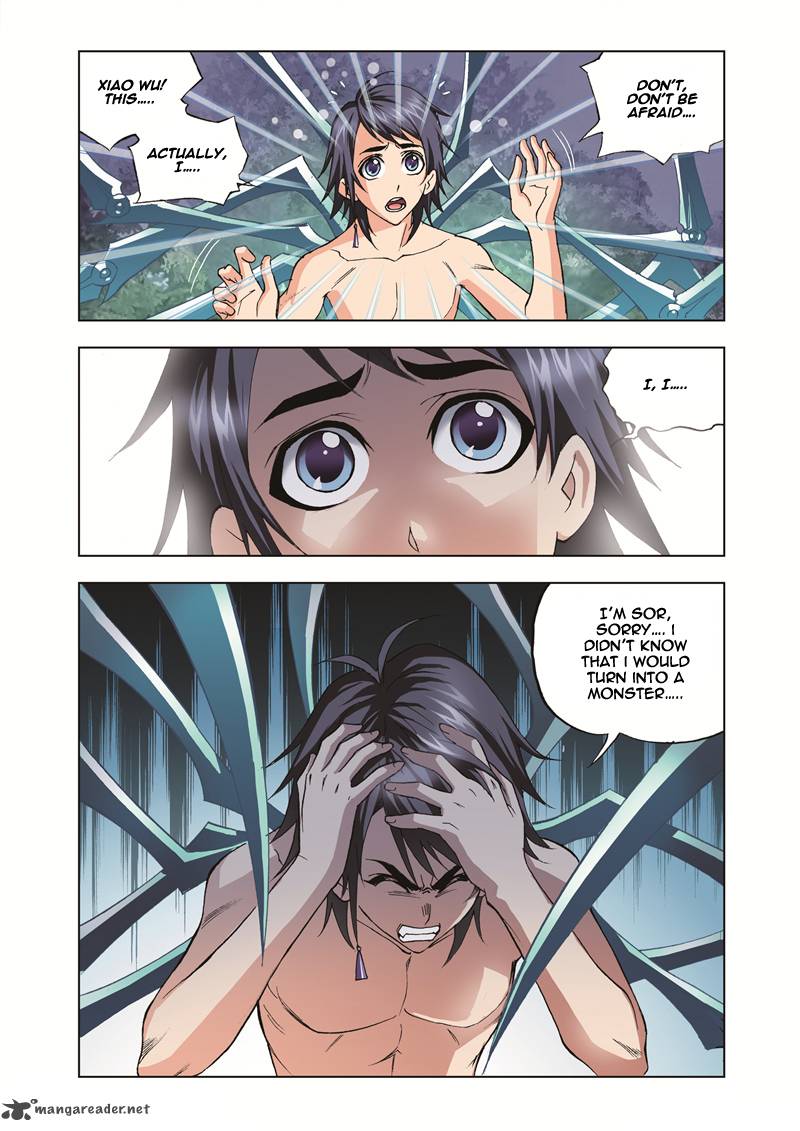 XIAO WU!
THIS.....
ACTUALLY,
I.....
DON'T,
DON'T BE
AFRAID....
I, I.....
I'M SOR,
SORRY.... I
DIDN'T KNOW
THAT I WOULD
TURN INTO A
MONSTER.....
mangareader.net